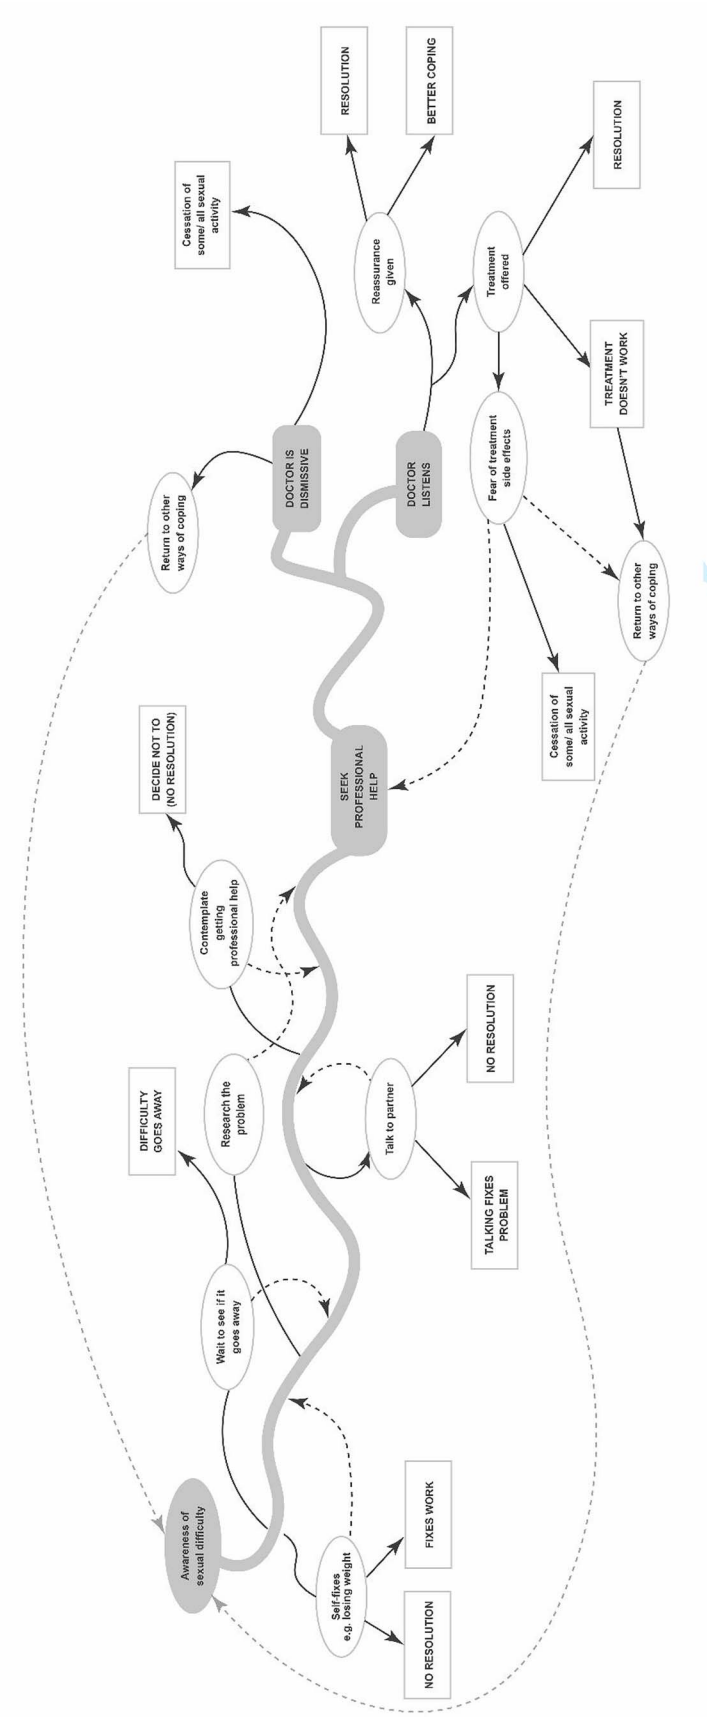 Awareness of
sexual difficulty
Self-fixes
e.g. losing weight
NO RESOLUTION
FIXES WORK
Wait to see if it
goes away
DIFFICULTY
GOES AWAY
Research the
problem
Talk to partner
TALKING FIXES
PROBLEM
NO RESOLUTION
Contemplate
getting
professional help
DECIDE NOT TO
(NO RESOLUTION)
SEEK
PROFESSIONAL
HELP
DOCTOR IS
DISMISSIVE
Return to other
ways of coping
Cessation of
some/ all sexual
activity
DOCTOR
LISTENS
Reassurance
given
RESOLUTION
BETTER COPING
Treatment
offered
RESOLUTION
TREATMENT
DOESN'T WORK
Fear of treatment
side effects
Cessation of
some/ all sexual
activity
Return to other
ways of coping